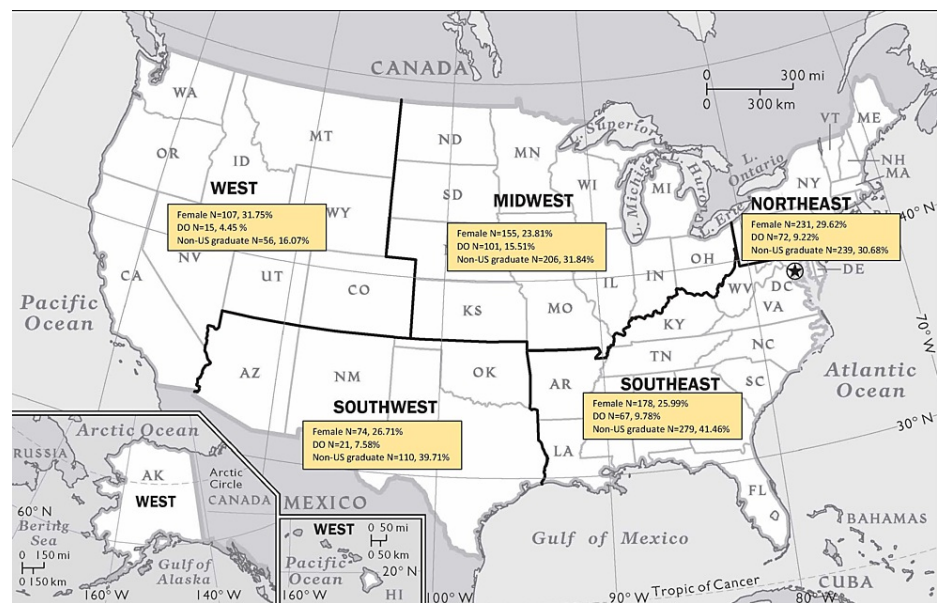 CANADA
0 300 mi
0 300 km
WA
MT
ND
MN
L. Superior
VT
ME
OR
ID
SD
WI
L. Michigan
MI
L. Huron
L. Ontario
NY
NH
MA
WEST
Female N=107, 31.75%
DO N=15, 4.45 %
Non-US graduate N=56, 16.07%
WY
MIDWEST
Female N=155, 23.81%
DO N=101, 15.51%
Non-US graduate N=206, 31.84%
L. Erie
NORTHEAST
Female N=231, 29.62%
DO N=72, 9.22%
Non-US graduate N=239, 30.68%
40° N
CA
NV
UT
CO
KS
MO
IL
IN
OH
WV
DC
DE
VA
KY
70° W
Pacific
Ocean
AZ
NM
OK
AR
TN
NC
SC
Atlantic
Ocean
SOUTHWEST
Female N=74, 26.71%
DO N=21, 7.58%
Non-US graduate N=110, 39.71%
SOUTHEAST
Female N=178, 25.99%
DO N=67, 9.78%
Non-US graduate N=279, 41.46%
30° N
LA
FL
Arctic Ocean
RUSSIA
AK
WEST
Arctic
Circle
CANADA
60° N
Bering
Sea
0 150 mi
0 150 km
Gulf of
Alaska
160° W
140° W
MEXICO
WEST
0 50 mi
0 50 km
Pacific
Ocean
20° N
HI
160° W
100° W
Gulf of Mexico
BAHAMAS
Tropic of Cancer
CUBA
90° W
80° W